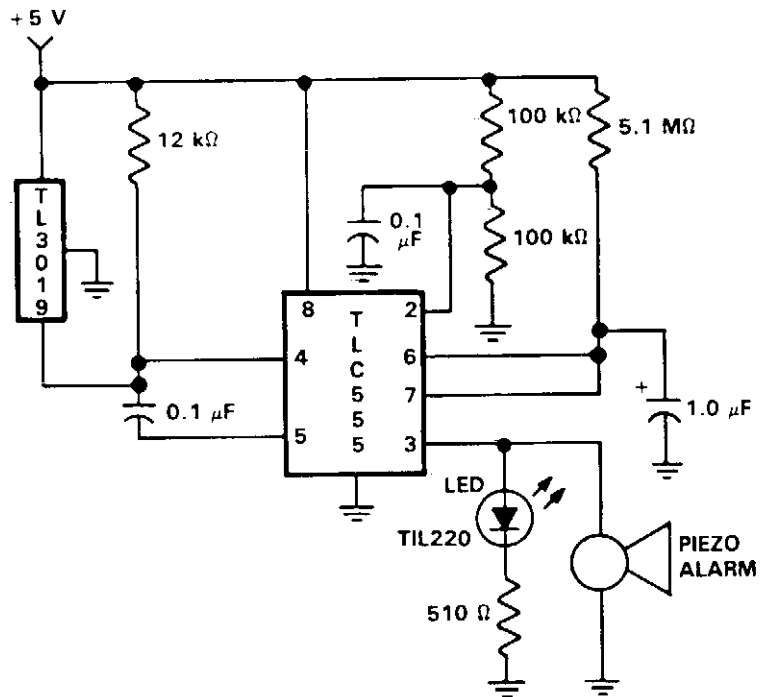 +5 V
12 kΩ
100 kΩ
5.1 MΩ
TL3019
0.1
μF
100 kΩ
8
2
TLC555
4
6
7
0.1 μF
5
3
+
1.0 μF
LED
TIL220
PIEZO
ALARM
510 Ω